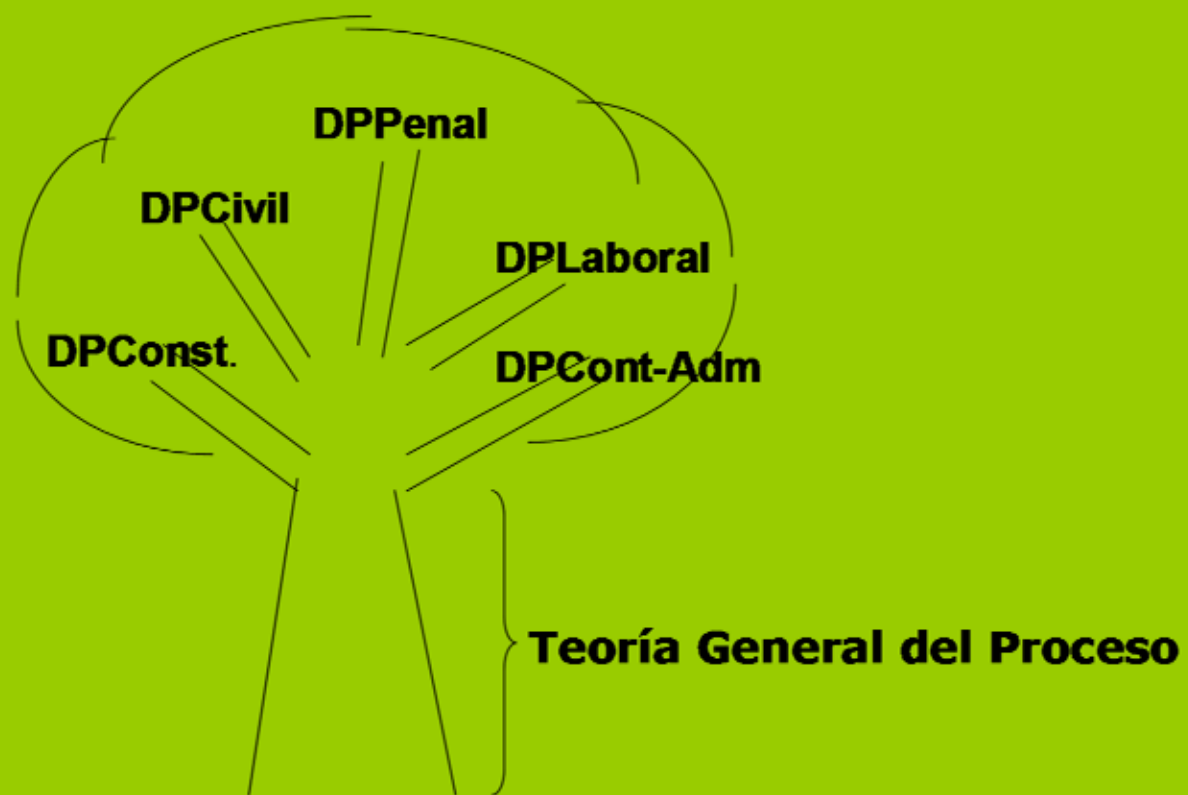 DPPenal
DPCivil
DPLaboral
DPConst.
DPCont-Adm
Teoría General del Proceso